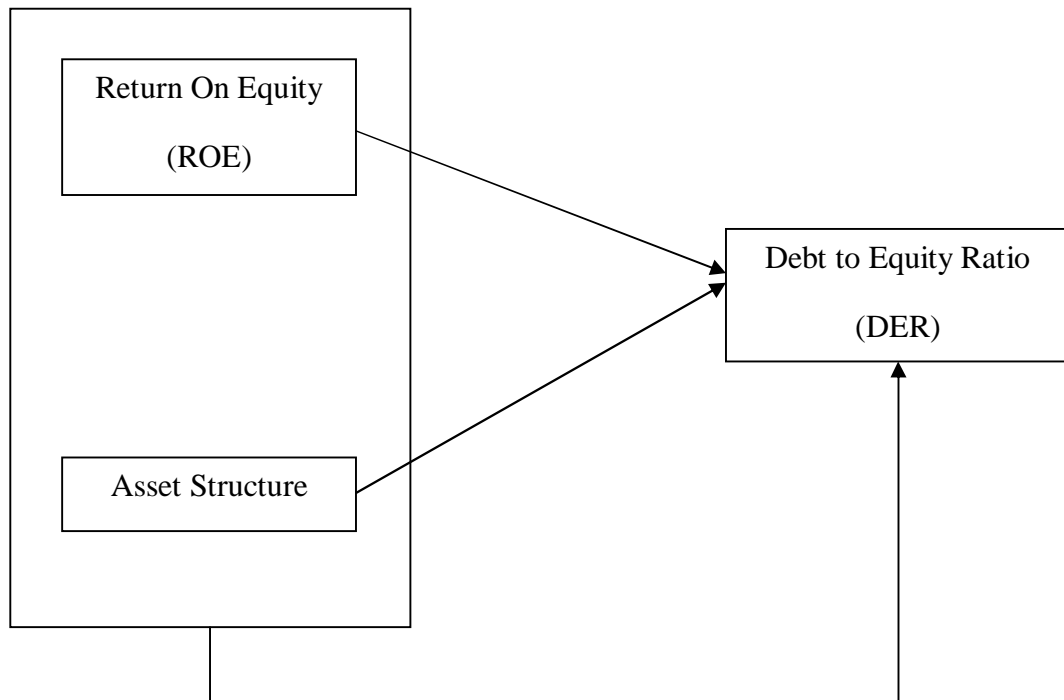 Return On Equity
(ROE)
Debt to Equity Ratio
(DER)
Asset Structure